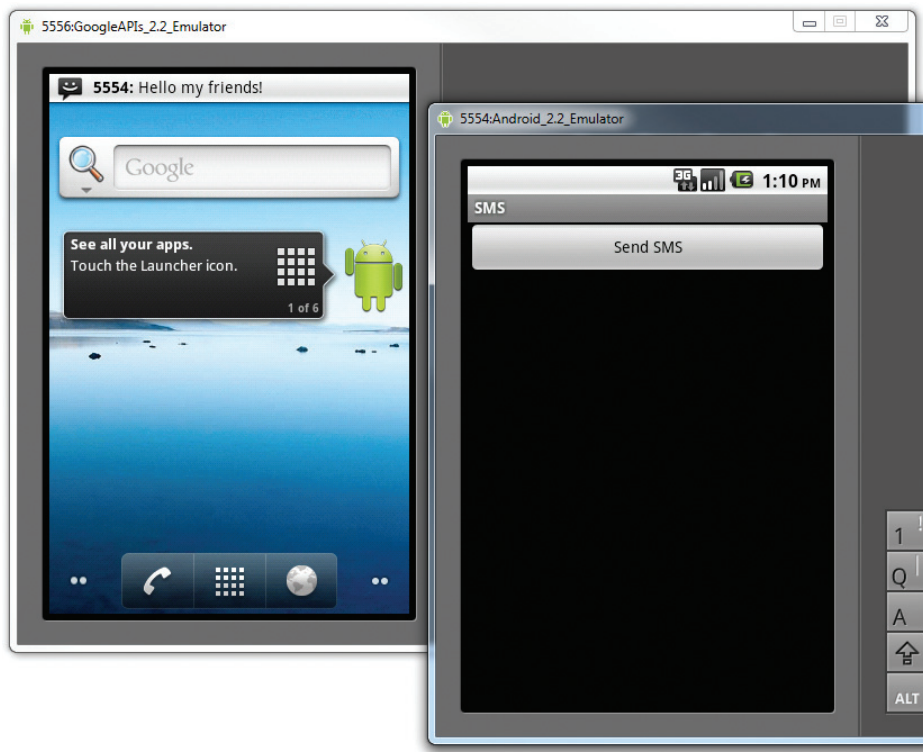 5556:GoogleAPIs_2.2_Emulator
5554: Hello my friends!
Google
See all your apps.
Touch the Launcher icon.
1 of 6
5554:Android_2.2_Emulator
3G
1:10 PM
SMS
Send SMS
1 !
Q |
A
ALT